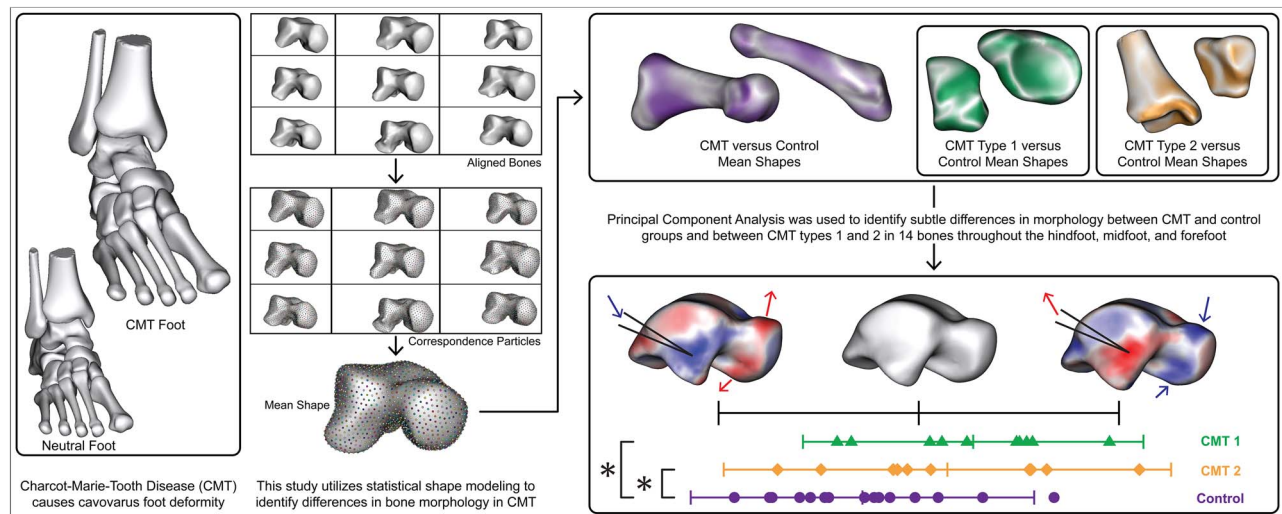 CMT Foot
Neutral Foot
Charcot-Marie-Tooth Disease (CMT)
causes cavovarus foot deformity
Aligned Bones
Correspondence Particles
Mean Shape
This study utilizes statistical shape modeling to
identify differences in bone morphology in CMT
CMT versus Control
Mean Shapes
CMT Type 1 versus
Control Mean Shapes
CMT Type 2 versus
Control Mean Shapes
Principal Component Analysis was used to identify subtle differences in morphology between CMT and control
groups and between CMT types 1 and 2 in 14 bones throughout the hindfoot, midfoot, and forefoot
CMT 1
*
CMT 2
*
Control